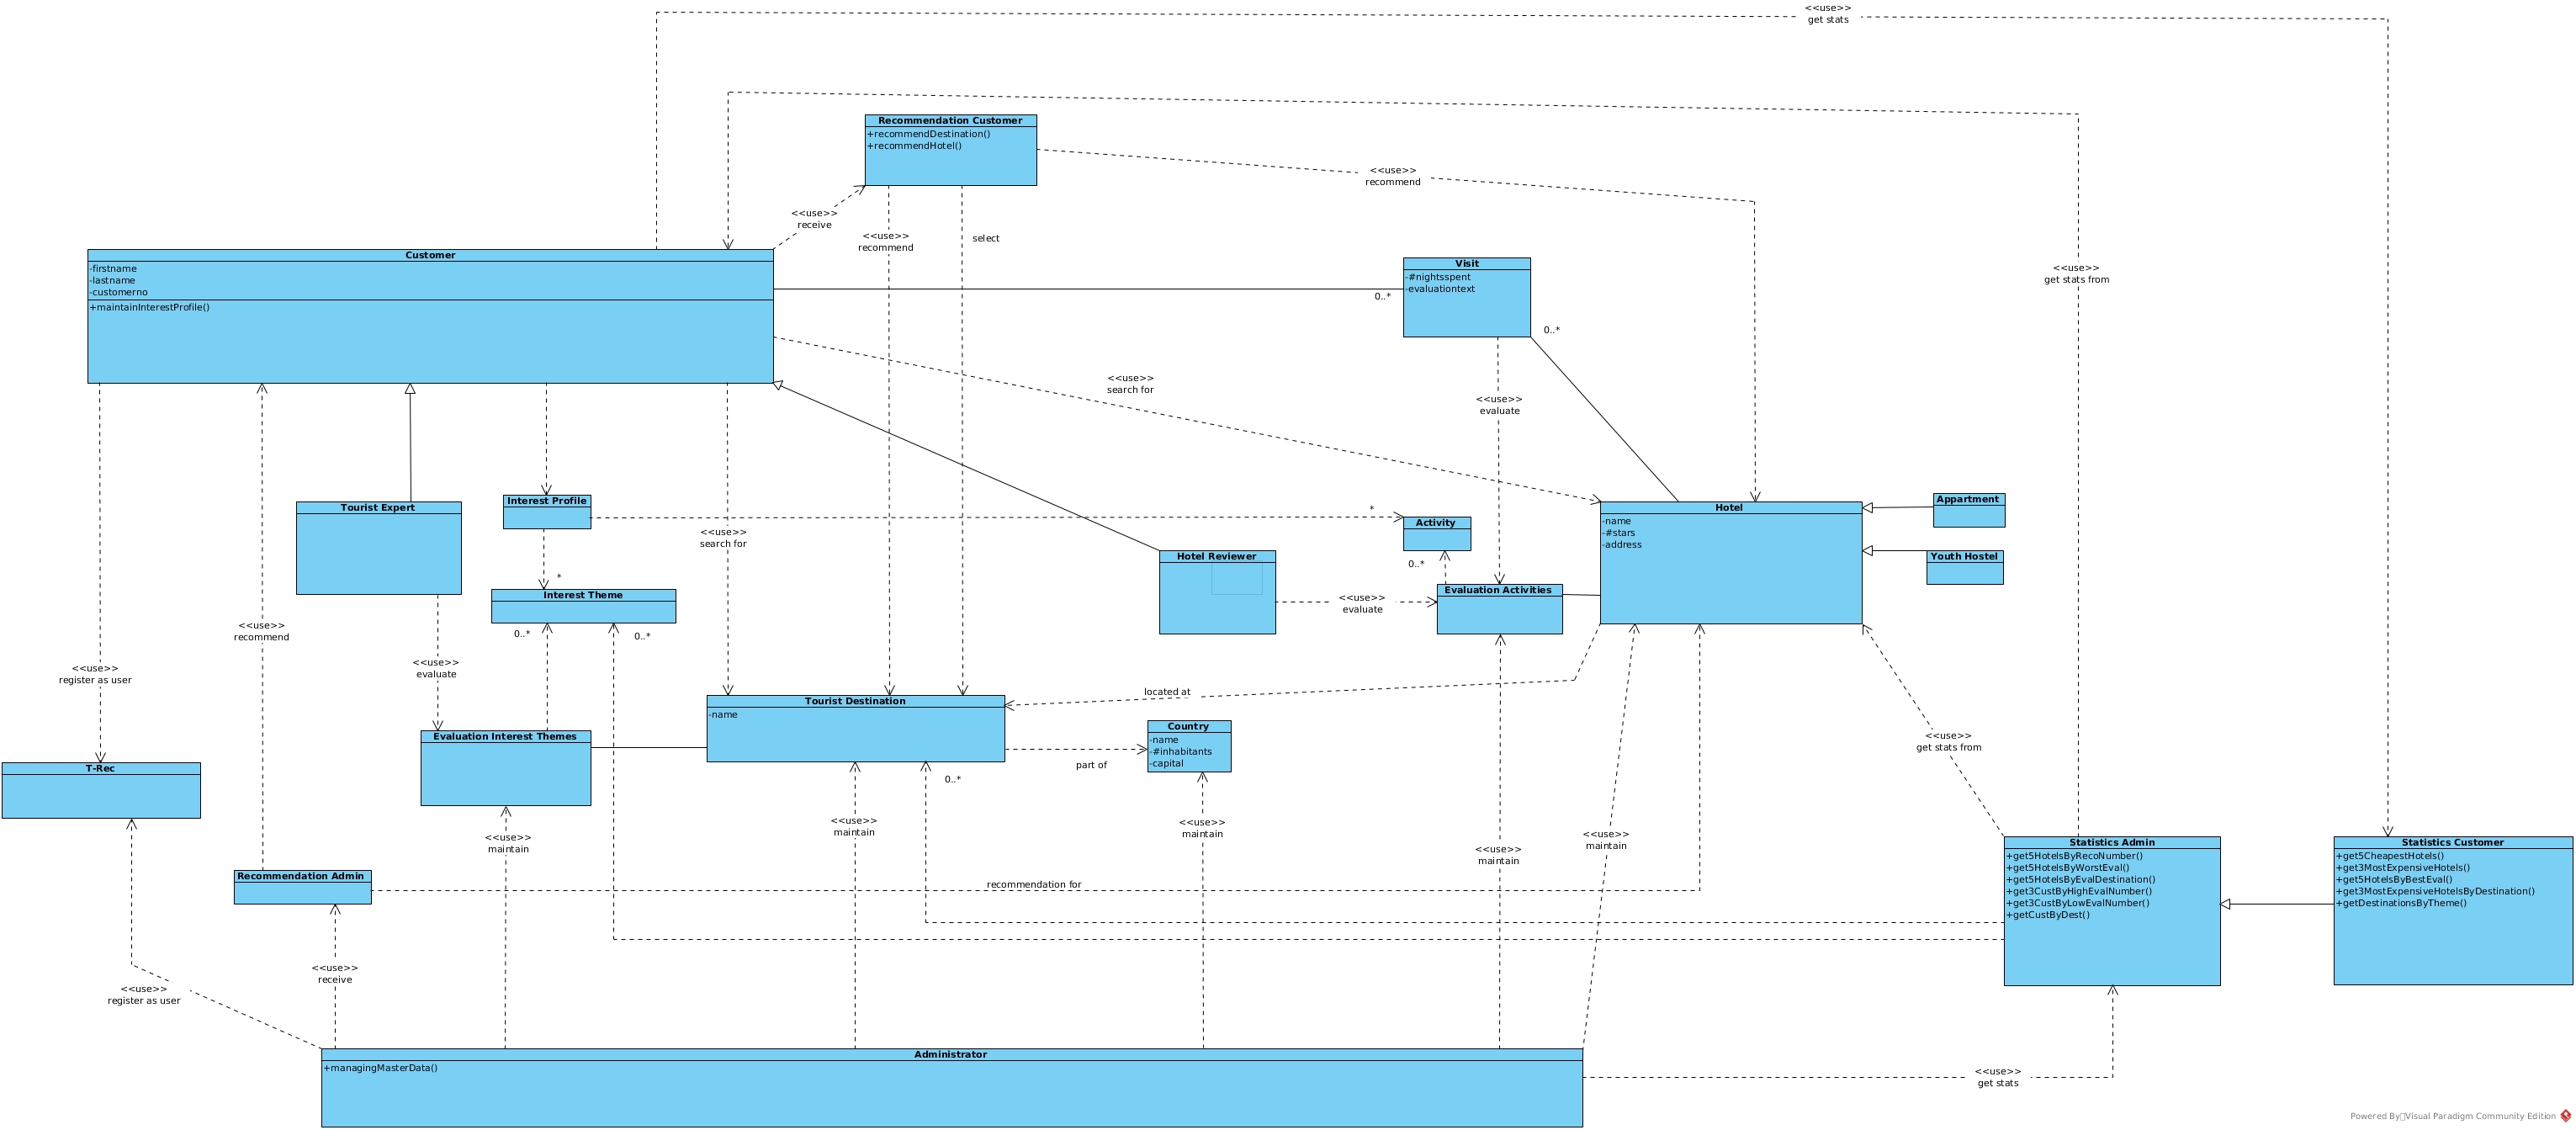 <<use>>
get stats
Recommendation Customer
+recommendDestination()
+recommendHotel()
<<use>>
recommend
<<use>>
receive
<<use>>
recommend
select
Customer
-firstname
-lastname
-customerno
+maintainInterestProfile()
Visit
-#nightsspent
-evaluationtext
0..*
0..*
<<use>>
get stats from
<<use>>
search for
<<use>>
evaluate
Tourist Expert
Interest Profile
<<use>>
search for
*
Activity
Hotel
-name
-#stars
-address
Appartment
Youth Hostel
Hotel Reviewer
0..*
*
Interest Theme
<<use>>
evaluate
Evaluation Activities
0..*
0..*
<<use>>
recommend
<<use>>
register as user
<<use>>
evaluate
located at
Tourist Destination
-name
Country
-name
-#inhabitants
-capital
part of
0..*
Evaluation Interest Themes
<<use>>
get stats from
T-Rec
<<use>>
maintain
<<use>>
maintain
<<use>>
maintain
<<use>>
maintain
<<use>>
maintain
Statistics Admin
+get5HotelsByRecoNumber()
+get5HotelsByWorstEval()
+get5HotelsByEvalDestination()
+get3CustByHighEvalNumber()
+get3CustByLowEvalNumber()
+getCustByDest()
Statistics Customer
+get5CheapestHotels()
+get3MostExpensiveHotels()
+get5HotelsByBestEval()
+get3MostExpensiveHotelsByDestination()
+getDestinationsByTheme()
Recommendation Admin
recommendation for
<<use>>
receive
<<use>>
register as user
Administrator
+managingMasterData()
<<use>>
get stats
Powered By Visual Paradigm Community Edition